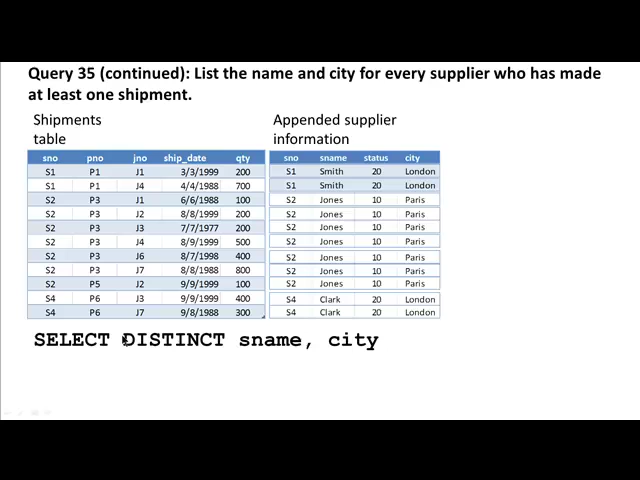 Query 35 (continued): List the name and city for every supplier who has made
at least one shipment.
Shipments
table
Appended supplier
information
sno pno jno ship_date qty
S1 P1 J1 3/3/1999 200
S1 P1 J4 4/4/1988 700
S2 P3 J1 6/6/1988 100
S2 P3 J2 8/8/1999 200
S2 P3 J3 7/7/1977 200
S2 P3 J4 8/9/1999 500
S2 P3 J6 8/7/1998 400
S2 P3 J7 8/8/1988 800
S2 P5 J2 9/9/1999 100
S4 P6 J3 9/9/1999 400
S4 P6 J7 9/8/1988 300
sno sname status city
S1 Smith 20 London
S1 Smith 20 London
S2 Jones 10 Paris
S2 Jones 10 Paris
S2 Jones 10 Paris
S2 Jones 10 Paris
S2 Jones 10 Paris
S2 Jones 10 Paris
S2 Jones 10 Paris
S4 Clark 20 London
S4 Clark 20 London
SELECT DISTINCT sname, city